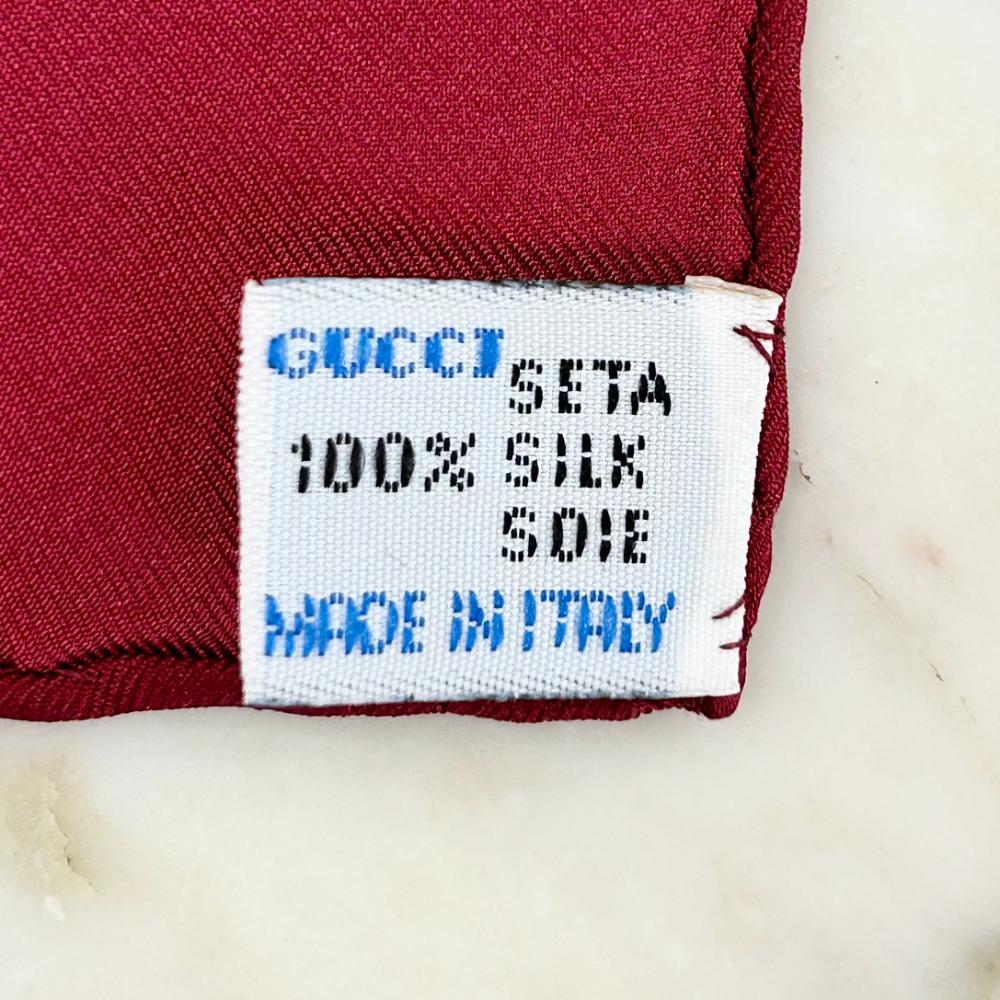 GUCCI
SETA
100% SILK
SOIE
MADE IN ITALY